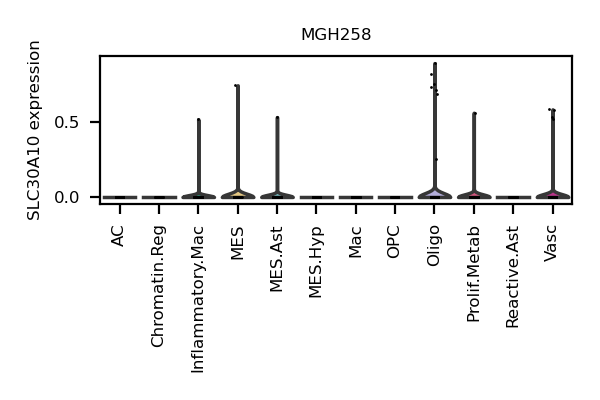 MGH258
SLC30A10 expression
0.5
0.0
AC
Chromatin.Reg
Inflammatory.Mac
MES
MES.Ast
MES.Hyp
Mac
OPC
Oligo
Prolif.Metab
Reactive.Ast
Vasc